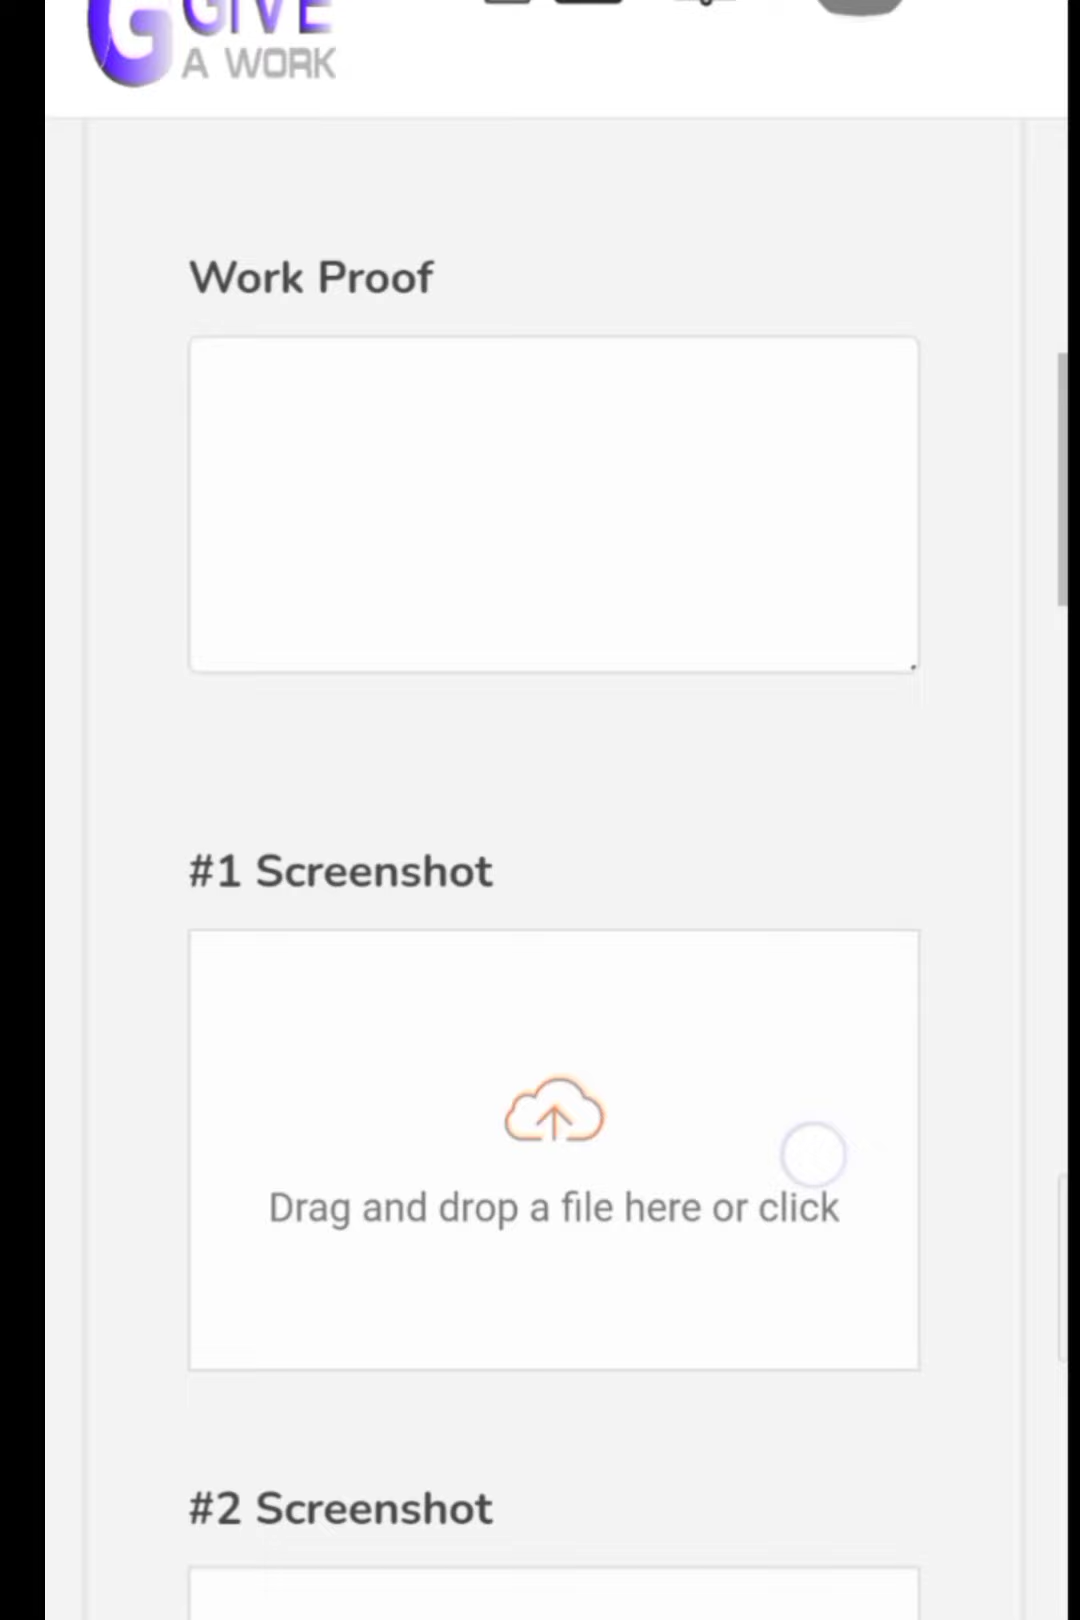 GIVE
A WORK
Work Proof
#1 Screenshot
Drag and drop a file here or click
#2 Screenshot